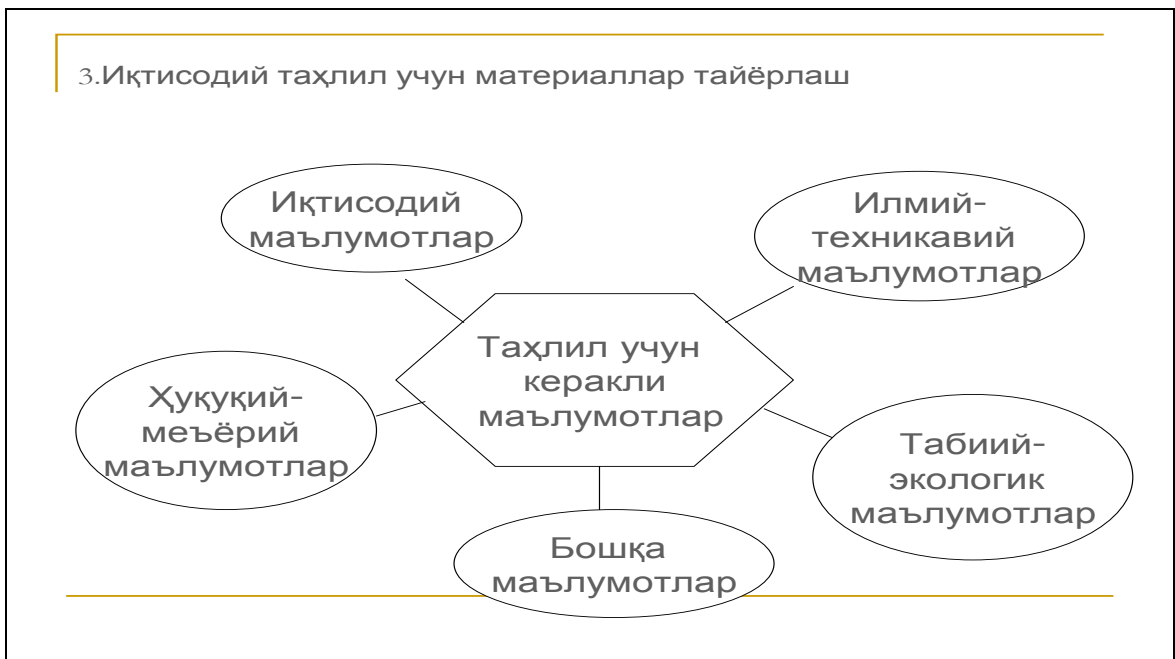 3.Иқтисодий таҳлил учун материаллар тайёрлаш
Иқтисодий
маълумотлар
Илмий-
техникавий
маълумотлар
Таҳлил учун
керакли
маълумотлар
Ҳуқуқий-
меъёрий
маълумотлар
Табиий-
экологик
маълумотлар
Бошқа
маълумотлар